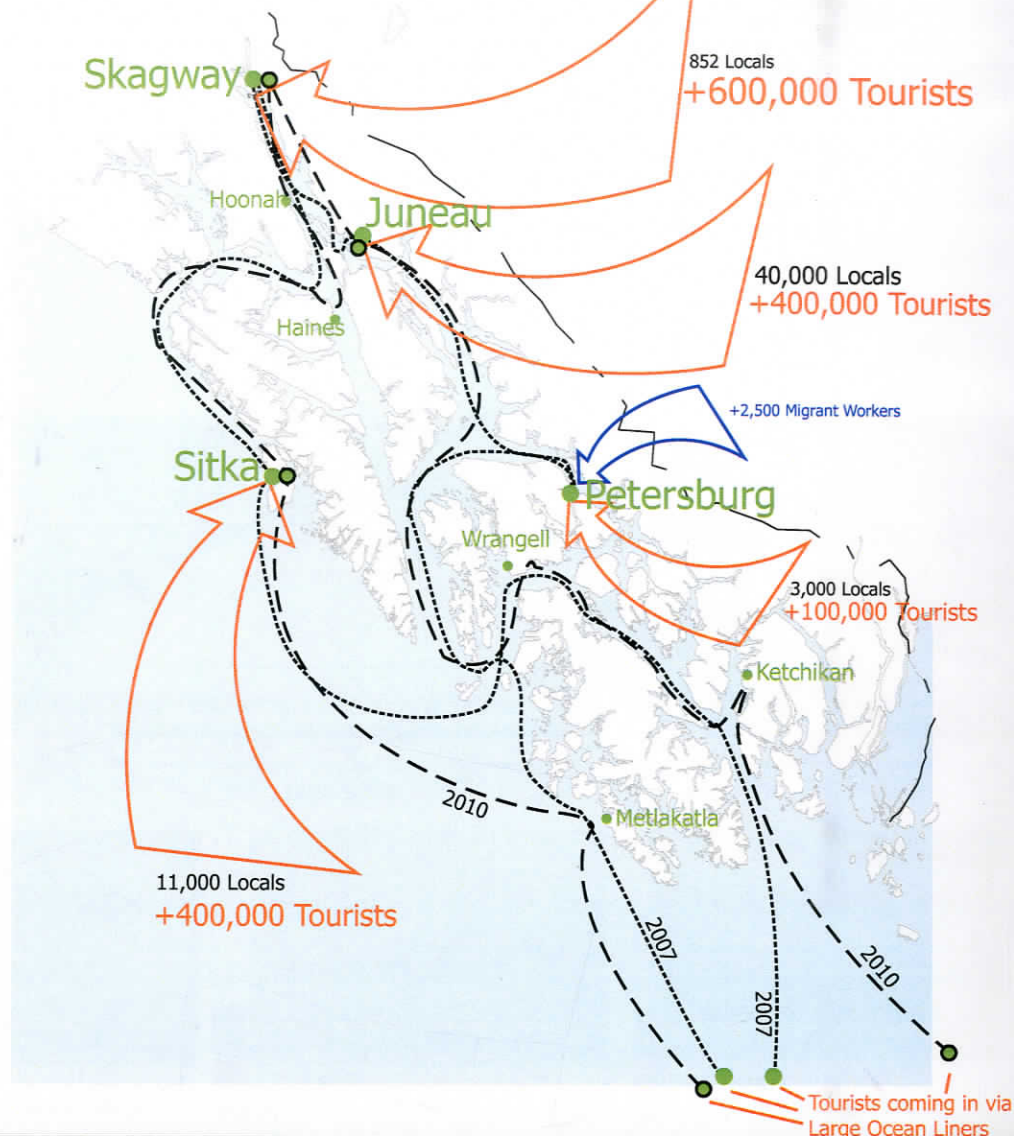 852 Locals
+600,000 Tourists
Skagway
Hoonah
Juneau
40,000 Locals
+400,000 Tourists
Haines
+2,500 Migrant Workers
Sitka
Petersburg
Wrangell
3,000 Locals
+100,000 Tourists
Ketchikan
2010
Metlakatla
11,000 Locals
+400,000 Tourists
2007
2010
2007
Tourists coming in via
Large Ocean Liners